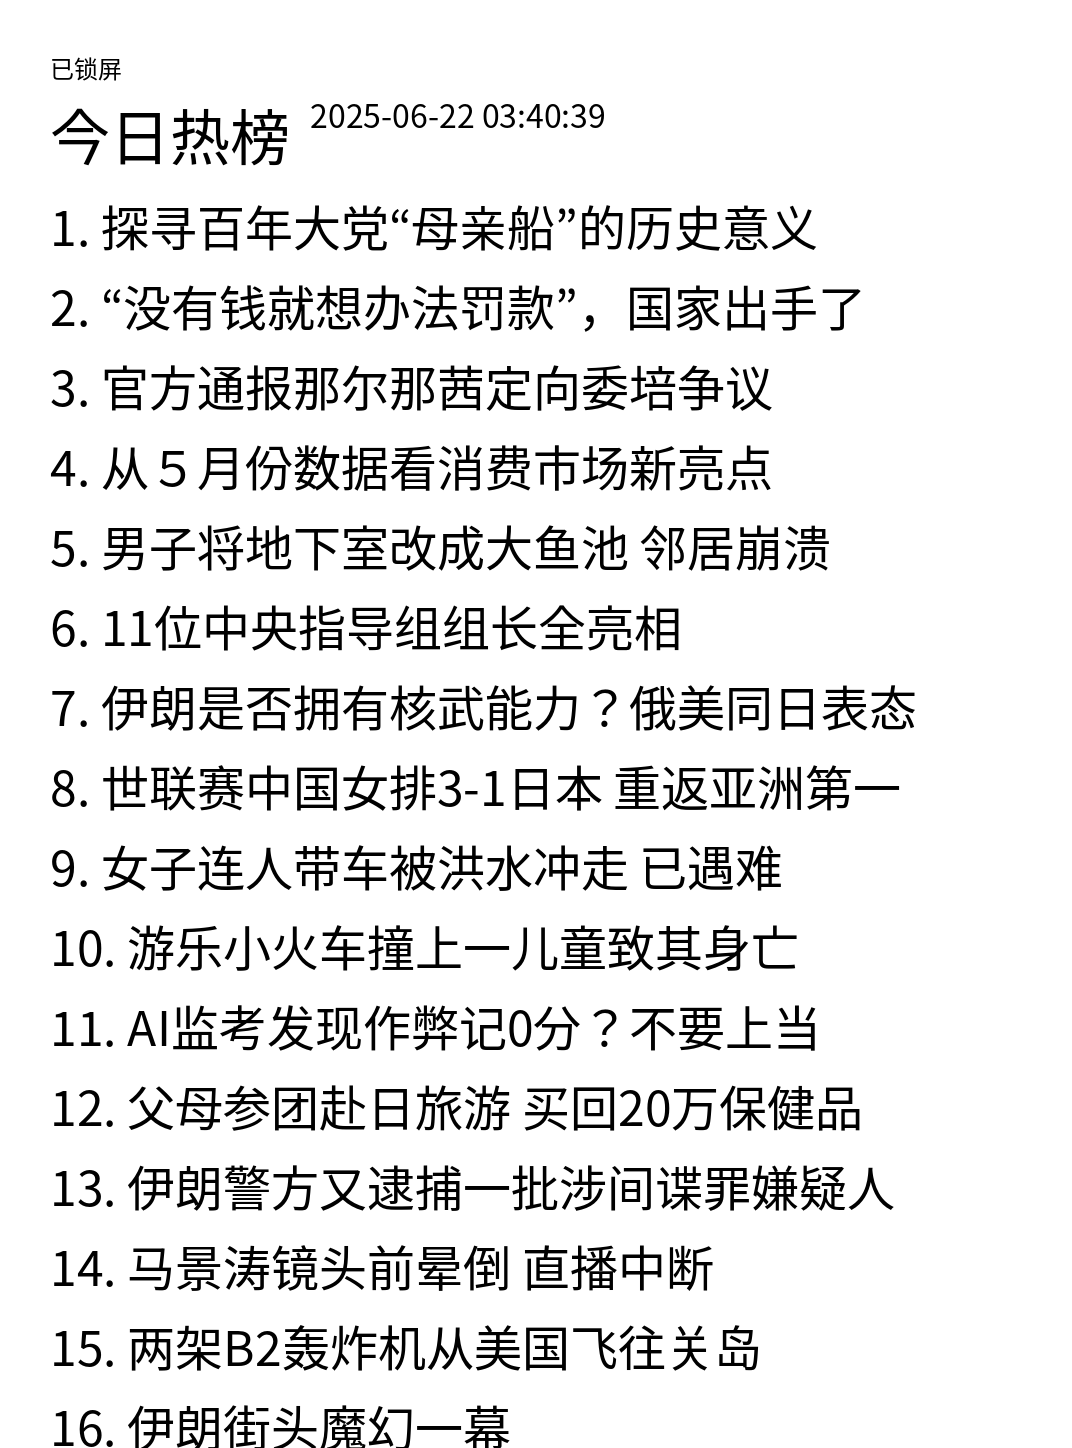 已锁屏
今日热榜 2025-06-22 03:40:39
1. 探寻百年大党“母亲船”的历史意义
2. “没有钱就想办法罚款”，国家出手了
3. 官方通报那尔那茜定向委培争议
4. 从５月份数据看消费市场新亮点
5. 男子将地下室改成大鱼池 邻居崩溃
6. 11位中央指导组组长全亮相
7. 伊朗是否拥有核武能力？俄美同日表态
8. 世联赛中国女排3-1日本 重返亚洲第一
9. 女子连人带车被洪水冲走 已遇难
10. 游乐小火车撞上一儿童致其身亡
11. AI监考发现作弊记0分？不要上当
12. 父母参团赴日旅游 买回20万保健品
13. 伊朗警方又逮捕一批涉间谍罪嫌疑人
14. 马景涛镜头前晕倒 直播中断
15. 两架B2轰炸机从美国飞往关岛
16. 伊朗街头魔幻一幕